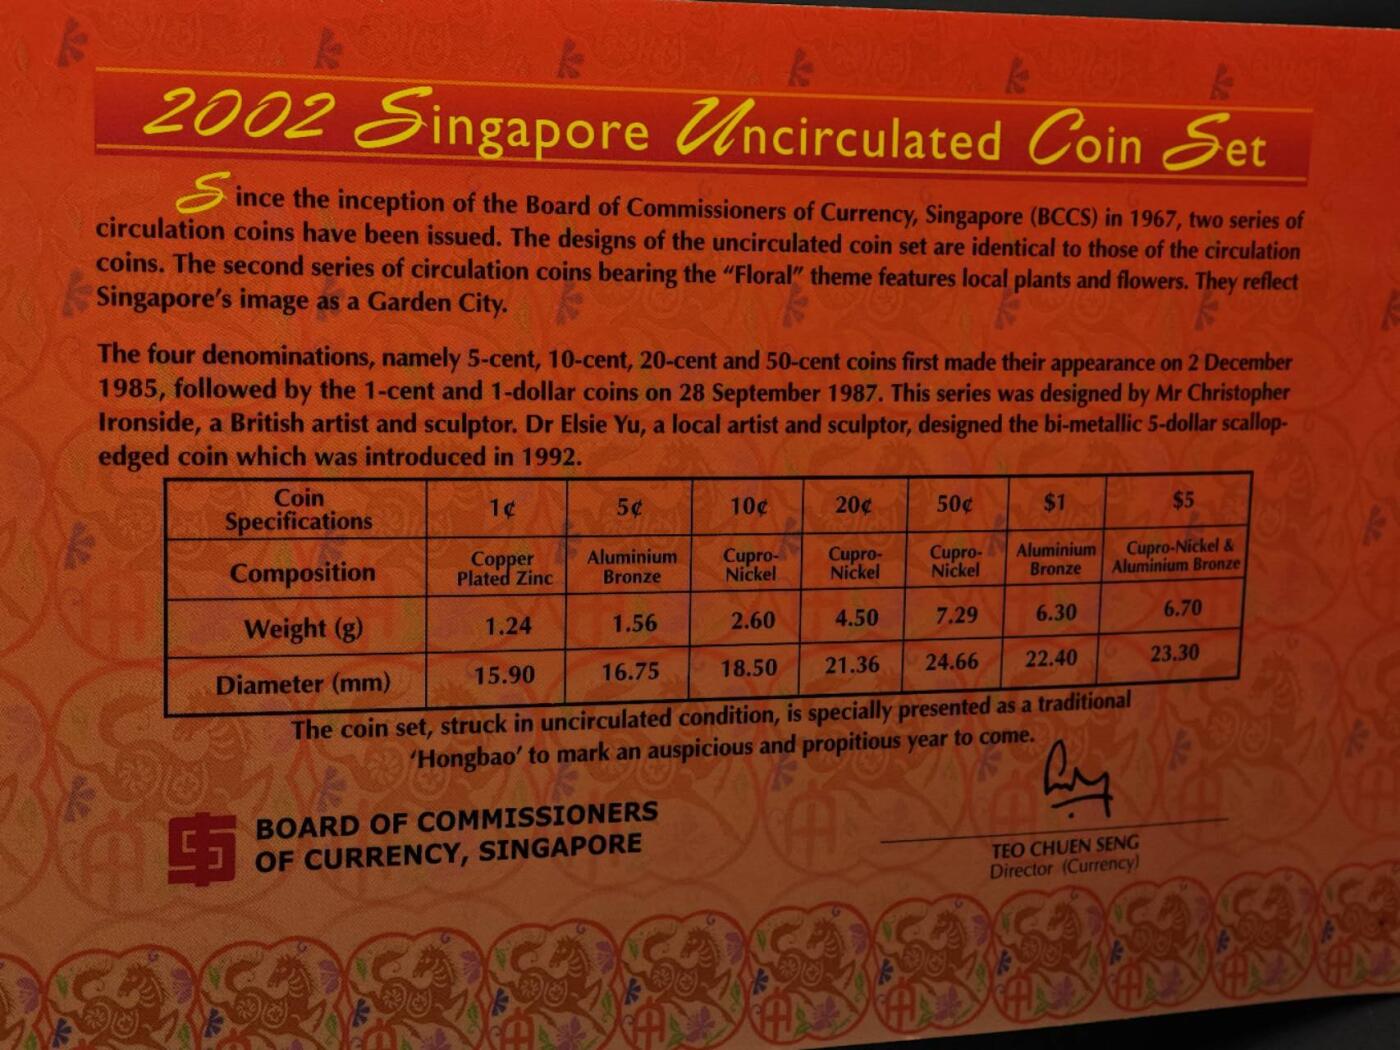 2002 Singapore Uncirculated Coin Set
Since the inception of the Board of Commissioners of Currency, Singapore (BCCS) in 1967, two series of
circulation coins have been issued. The designs of the uncirculated coin set are identical to those of the circulation
coins. The second series of circulation coins bearing the “Floral” theme features local plants and flowers. They reflect
Singapore’s image as a Garden City.
The four denominations, namely 5-cent, 10-cent, 20-cent and 50-cent coins first made their appearance on 2 December
1985, followed by the 1-cent and 1-dollar coins on 28 September 1987. This series was designed by Mr Christopher
Ironside, a British artist and sculptor. Dr Elsie Yu, a local artist and sculptor, designed the bi-metallic 5-dollar scallop-
edged coin which was introduced in 1992.
Coin Specifications 1¢ 5¢ 10¢ 20¢ 50¢ $1 $5
Composition Copper Plated Zinc Aluminium Bronze Cupro-Nickel Cupro-Nickel Cupro-Nickel Aluminium Bronze Cupro-Nickel & Aluminium Bronze
Weight (g) 1.24 1.56 2.60 4.50 7.29 6.30 6.70
Diameter (mm) 15.90 16.75 18.50 21.36 24.66 22.40 23.30
The coin set, struck in uncirculated condition, is specially presented as a traditional
‘Hongbao’ to mark an auspicious and propitious year to come.
BOARD OF COMMISSIONERS
OF CURRENCY, SINGAPORE
TEO CHUEN SENG
Director (Currency)